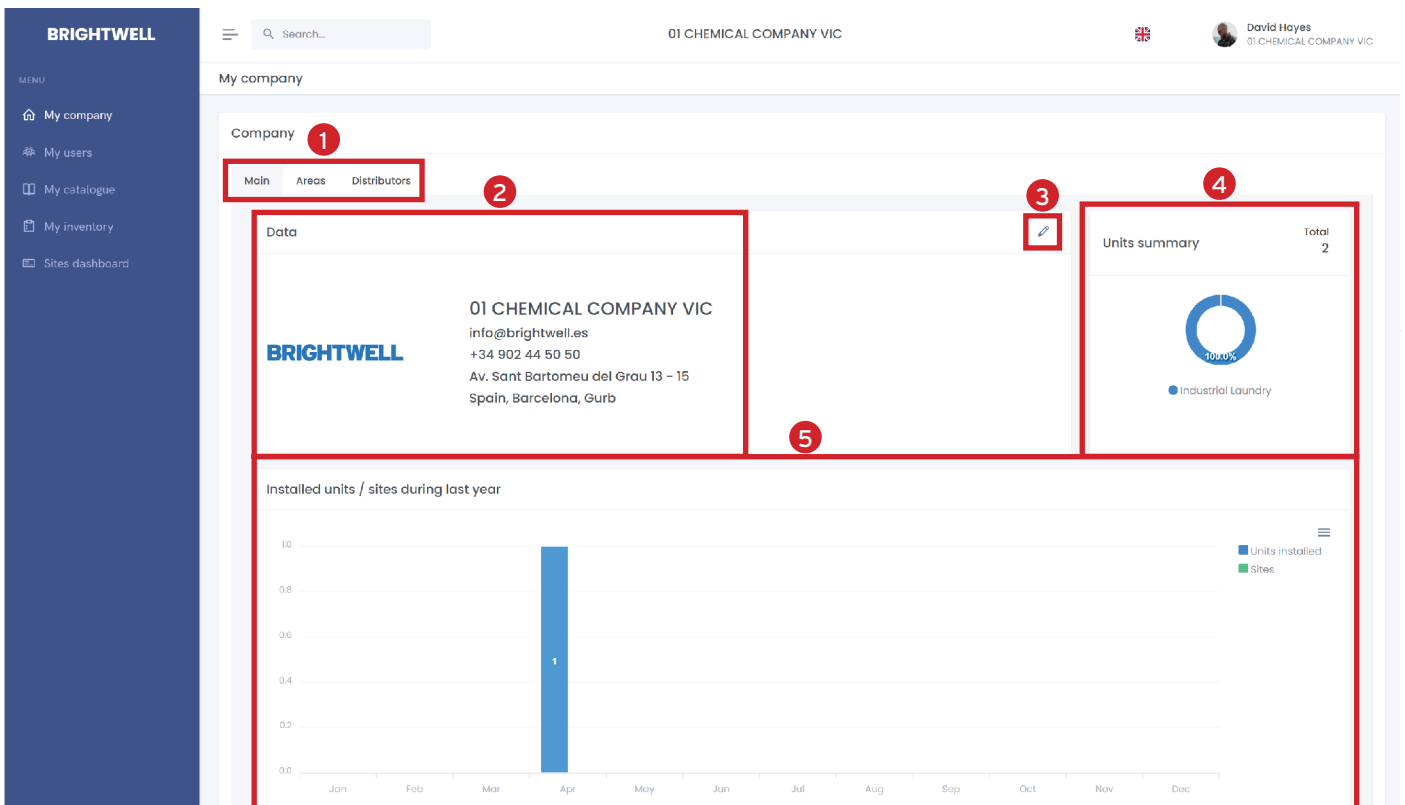 BRIGHTWELL
Search...
01 CHEMICAL COMPANY VIC
David Hayes
01 CHEMICAL COMPANY VIC
MENU
My company
My users
My catalogue
My inventory
Sites dashboard
My company
Company
1
Main Areas Distributors
2
3
4
Data
Units summary
Total
2
01 CHEMICAL COMPANY VIC
info@brightwell.es
+34 902 44 50 50
Av. Sant Bartomeu del Grau 13 - 15
Spain, Barcelona, Gurb
BRIGHTWELL
100.0%
Industrial Laundry
5
Installed units / sites during last year
Units installed
Sites
1.0
0.8
0.6
0.4
0.2
0.0
1
Jan Feb Mar Apr May Jun Jul Aug Sep Oct Nov Dec